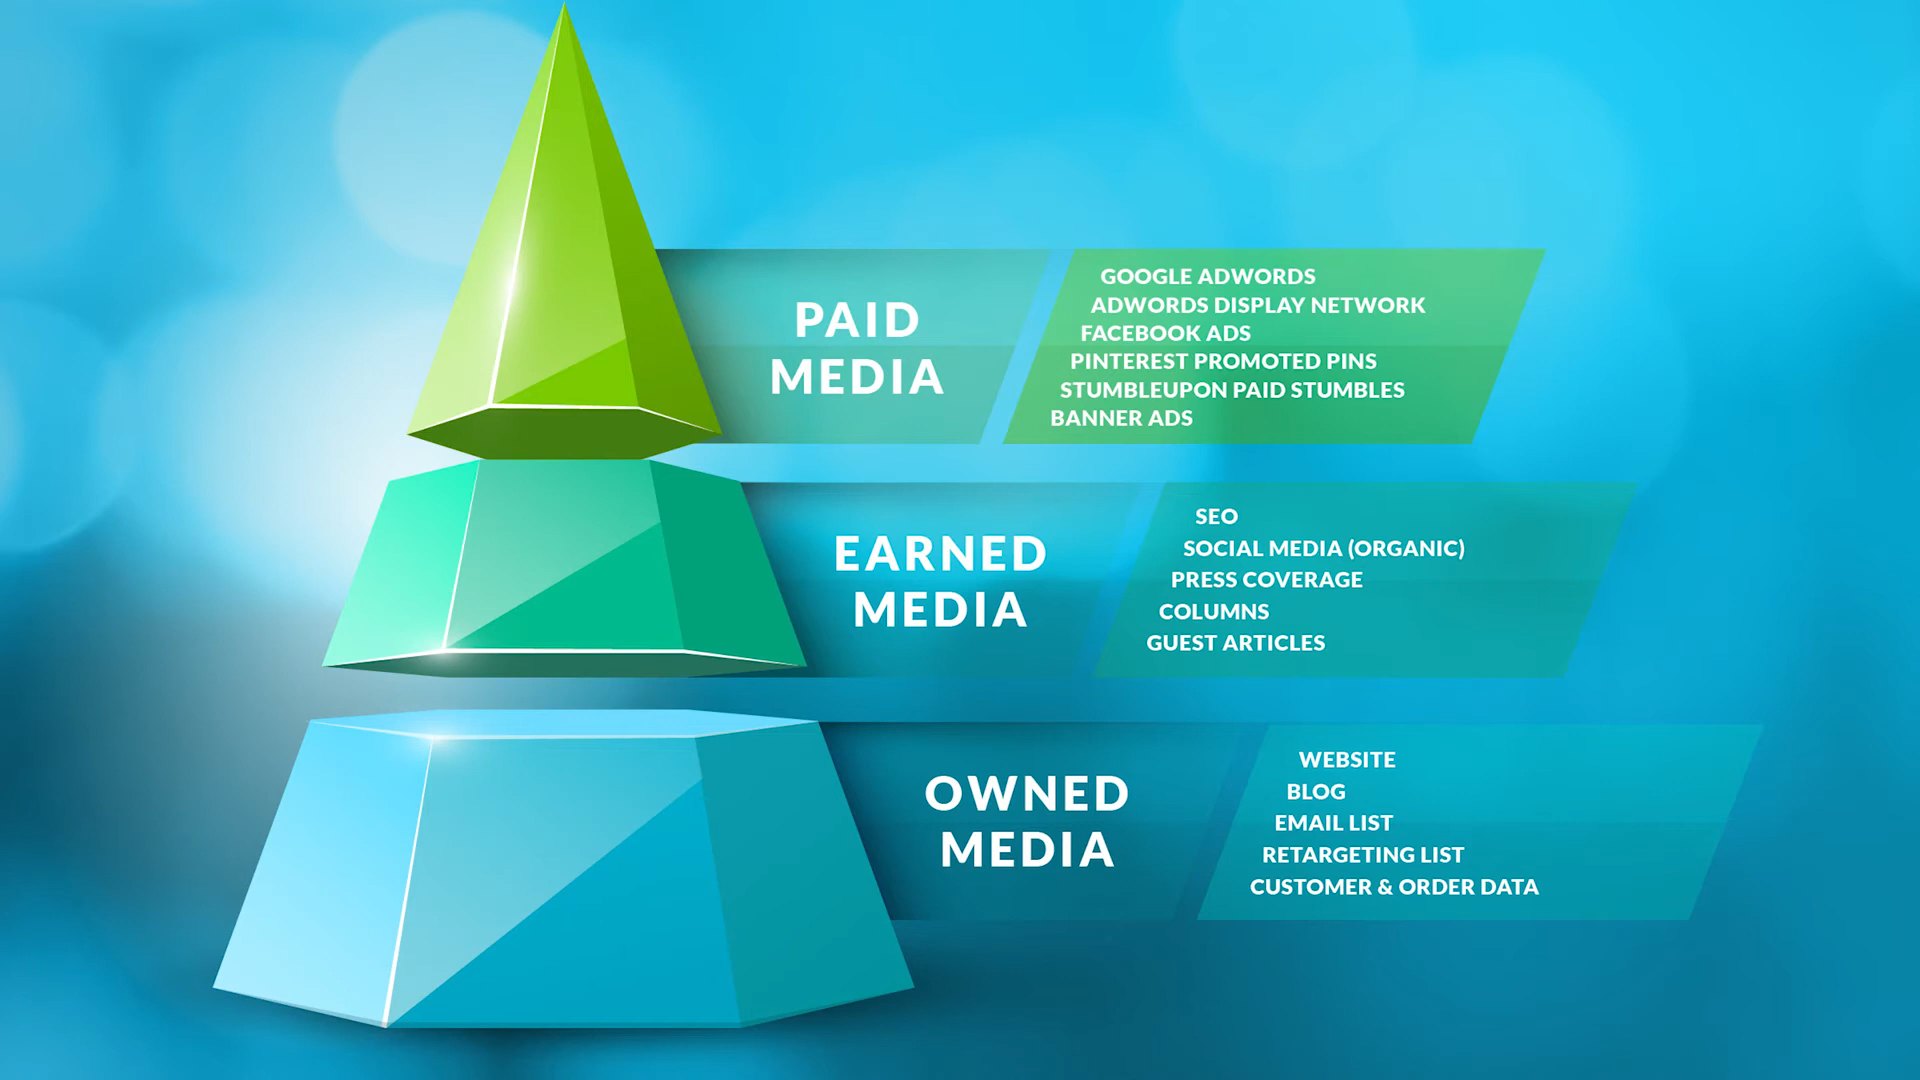 PAID
MEDIA
GOOGLE ADWORDS
ADWORDS DISPLAY NETWORK
FACEBOOK ADS
PINTEREST PROMOTED PINS
STUMBLEUPON PAID STUMBLES
BANNER ADS
EARNED
MEDIA
SEO
SOCIAL MEDIA (ORGANIC)
PRESS COVERAGE
COLUMNS
GUEST ARTICLES
OWNED
MEDIA
WEBSITE
BLOG
EMAIL LIST
RETARGETING LIST
CUSTOMER & ORDER DATA